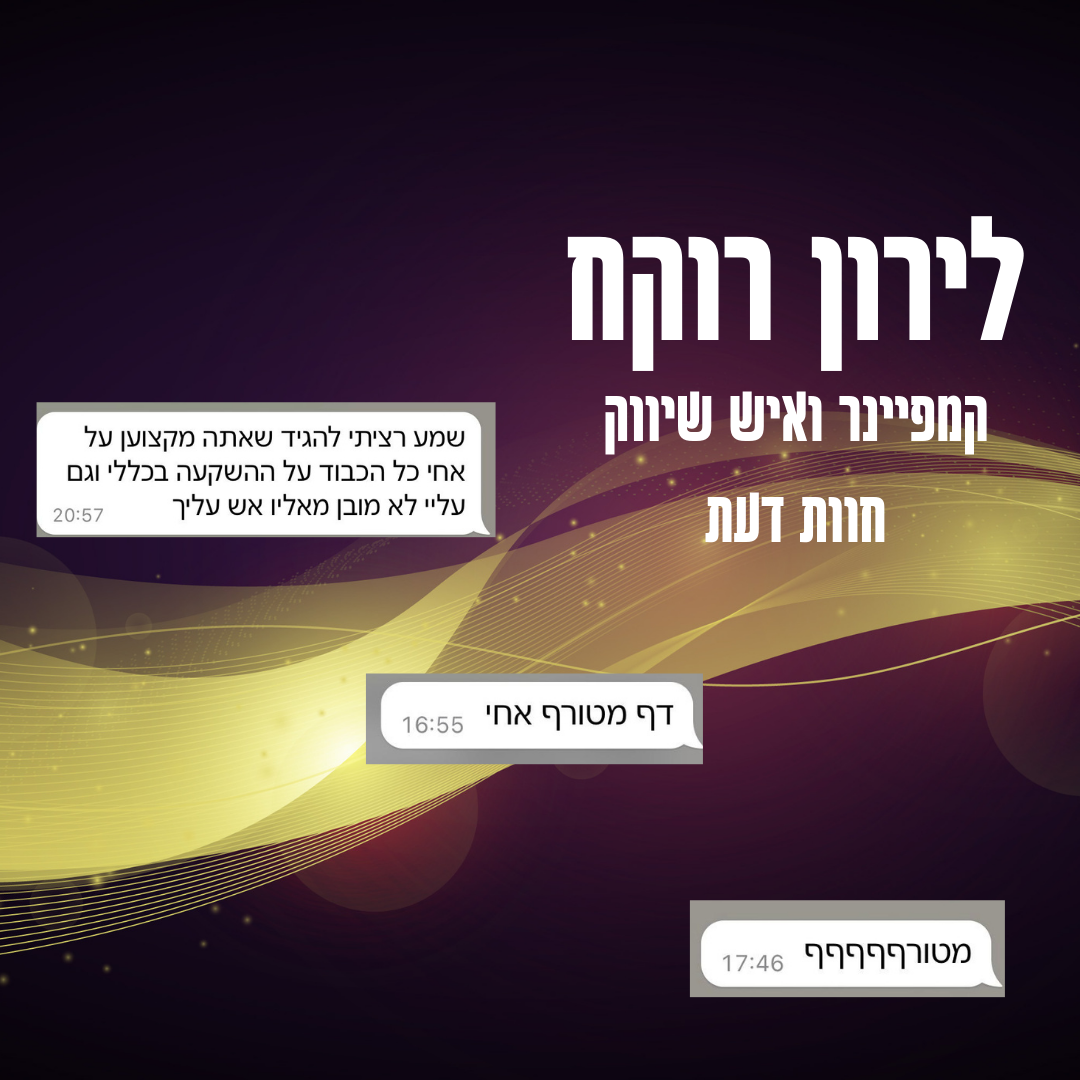 לירון רוקח
קמפיינר ואיש שיווק
חוות דעת
שמע רציתי להגיד שאתה מקצוען על
אחי כל הכבוד על ההשקעה בכללי וגם
עליי לא מובן מאליו אש עליך
20:57
דף מטורף אחי
16:55
מטורףףףףף
17:46